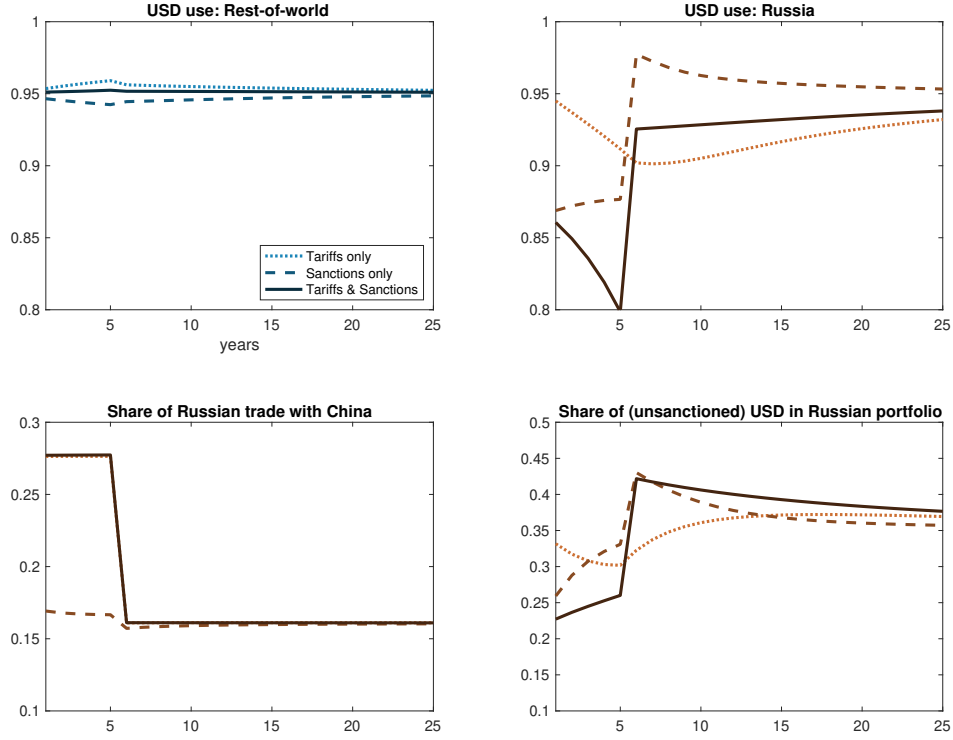 USD use: Rest-of-world
1
0.95
0.9
0.85
0.8
5 10 15 20 25
years
Tariffs only
Sanctions only
Tariffs & Sanctions
USD use: Russia
1
0.95
0.9
0.85
0.8
5 10 15 20 25
Share of Russian trade with China
0.3
0.25
0.2
0.15
0.1
5 10 15 20 25
Share of (unsanctioned) USD in Russian portfolio
0.5
0.45
0.4
0.35
0.3
0.25
0.2
0.15
0.1
5 10 15 20 25